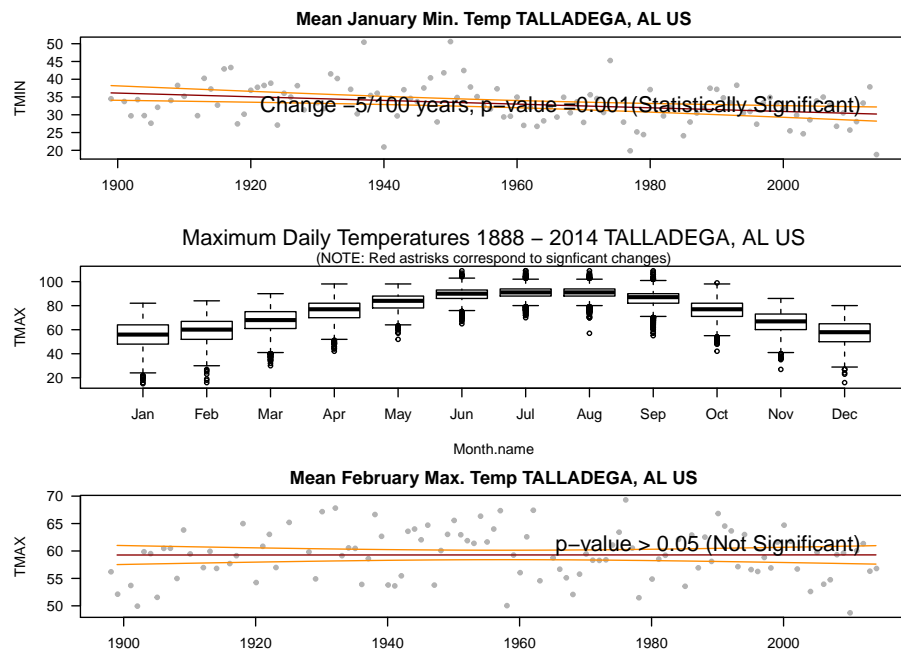 Mean January Min. Temp TALLADEGA, AL US
TMIN
50
45
40
35
30
25
20
Change −5/100 years, p−value =0.001(Statistically Significant)
1900 1920 1940 1960 1980 2000
Maximum Daily Temperatures 1888 − 2014 TALLADEGA, AL US
(NOTE: Red astrisks correspond to signficant changes)
TMAX
100
80
60
40
20
Jan Feb Mar Apr May Jun Jul Aug Sep Oct Nov Dec
Month.name
Mean February Max. Temp TALLADEGA, AL US
TMAX
70
65
60
55
50
p−value > 0.05 (Not Significant)
1900 1920 1940 1960 1980 2000